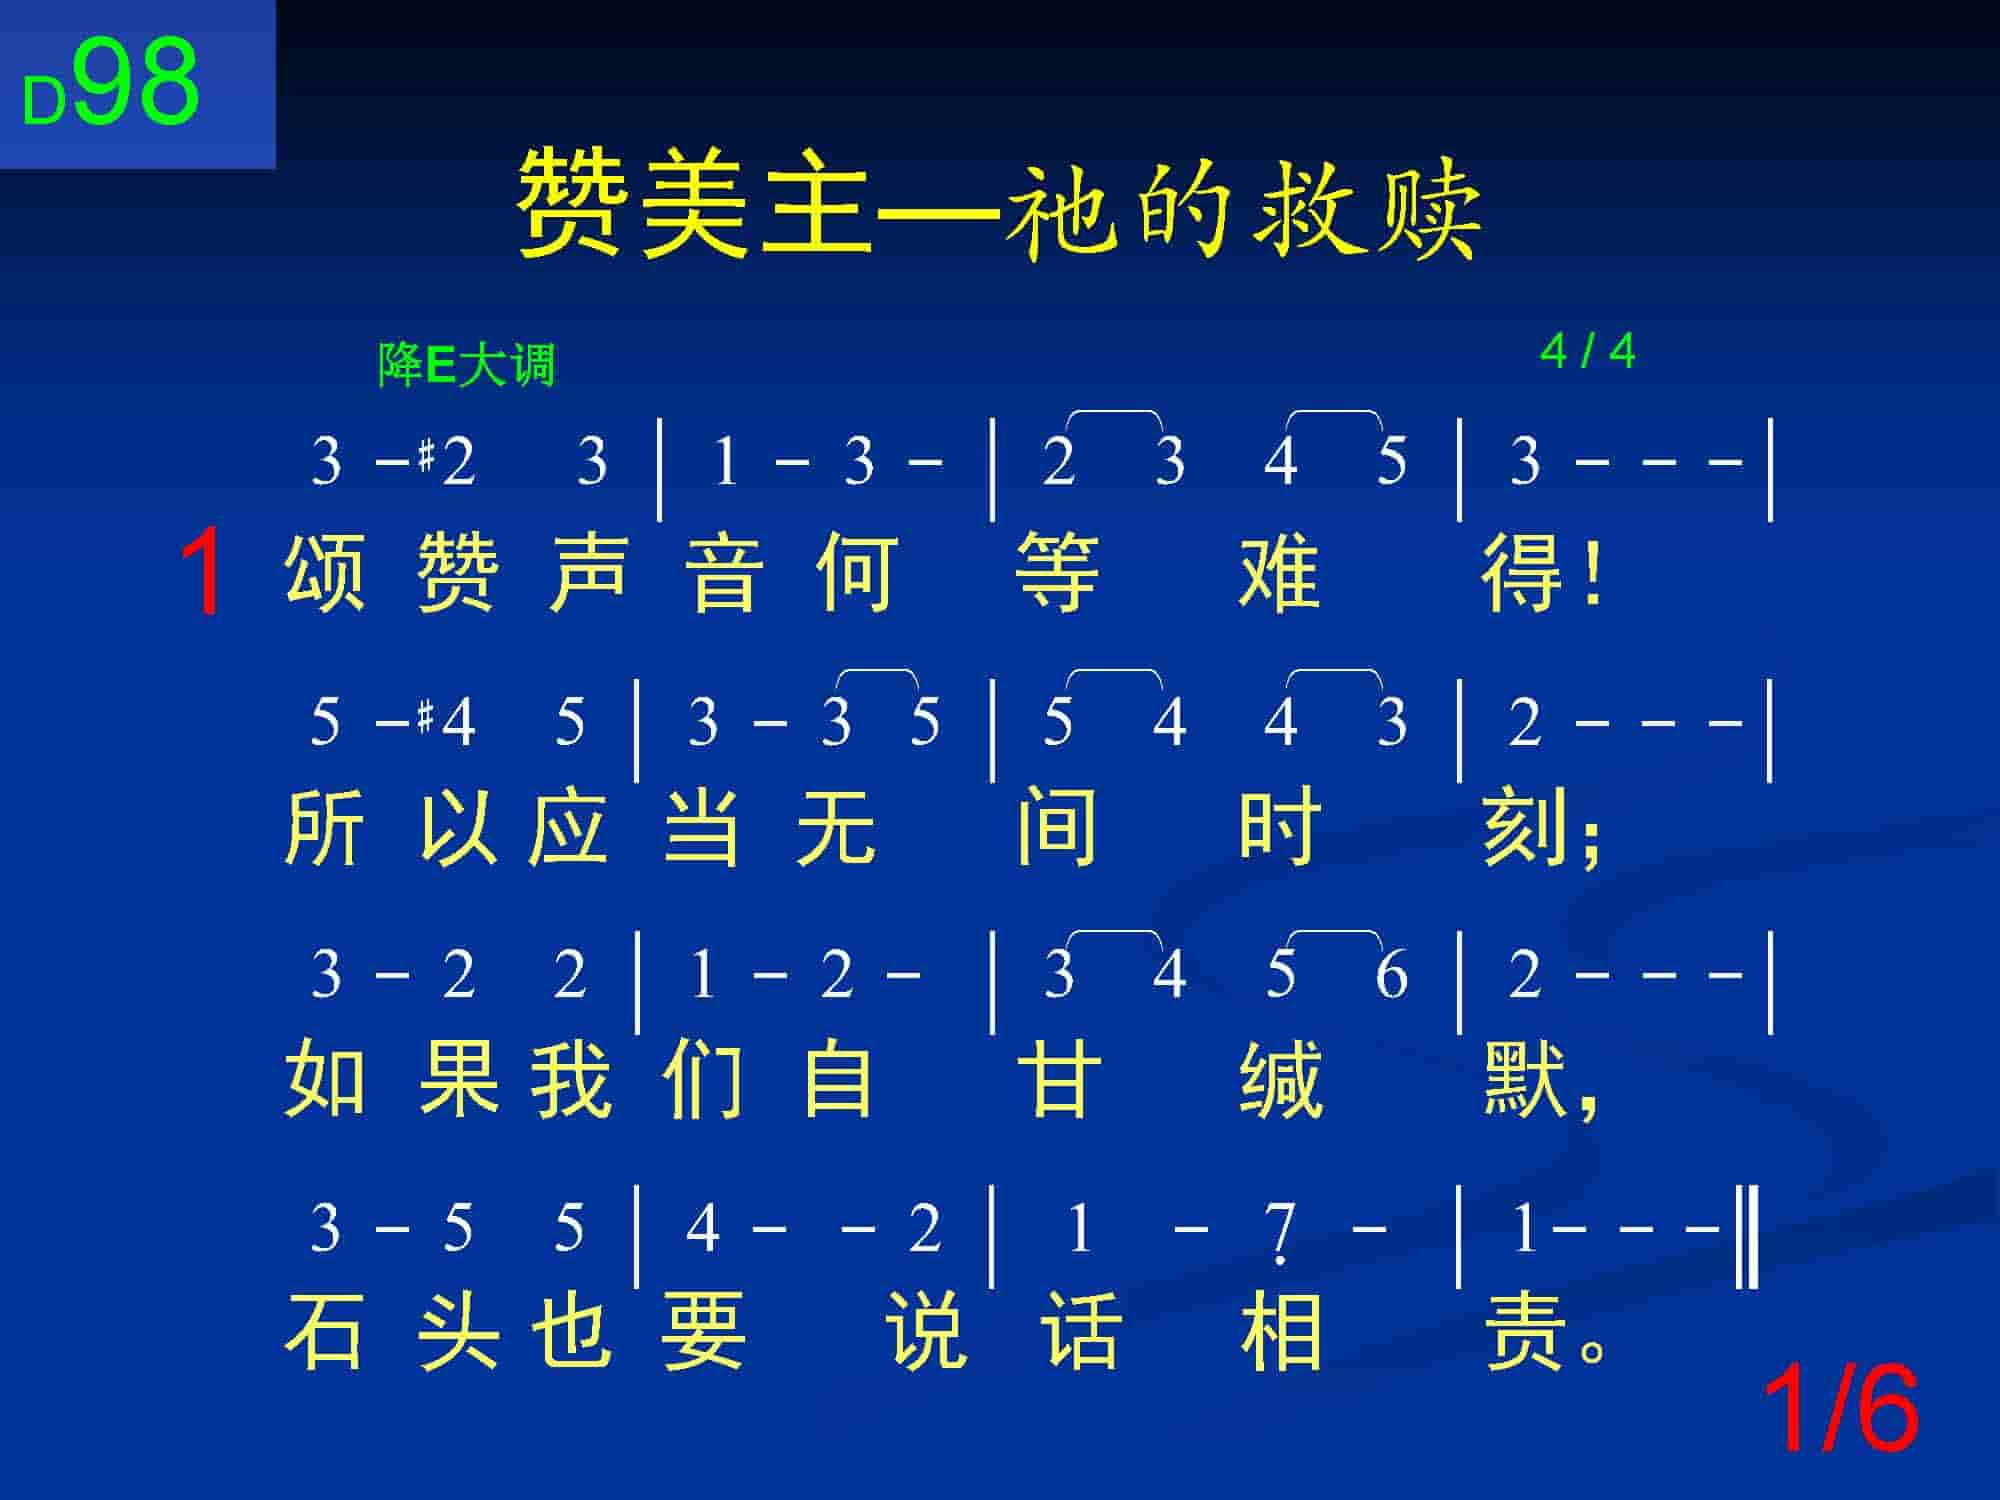 D98
赞美主—祂的救赎
降E大调 4 / 4
3 - #2 3 | 1 - 3 - | 2 3 4 5 | 3 - - - |
1 颂赞声音何等难得！
5 - #4 5 | 3 - 3 5 | 5 4 4 3 | 2 - - - |
所以应当无间时刻；
3 - 2 2 | 1 - 2 - | 3 4 5 6 | 2 - - - |
如果我们自甘缄默，
3 - 5 5 | 4 - - 2 | 1 - 7̣ - | 1 - - - ‖
石头也要说话相责。
1/6